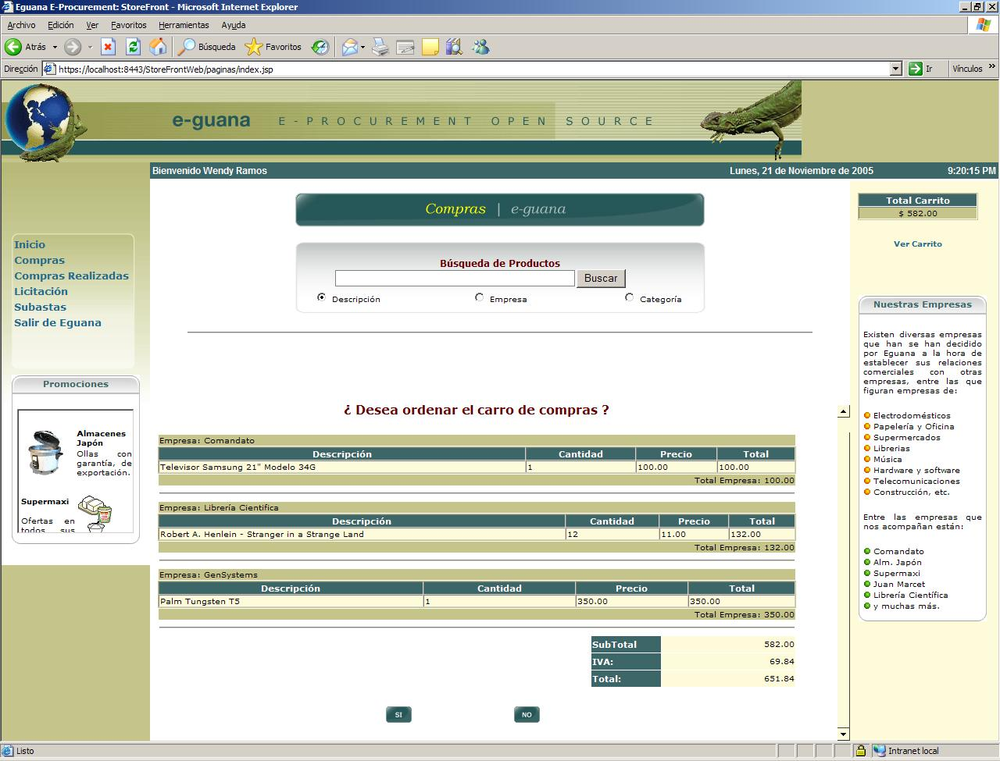 Eguana E-Procurement: StoreFront - Microsoft Internet Explorer
Archivo Edición Ver Favoritos Herramientas Ayuda
Atrás Búsqueda Favoritos
Dirección https://localhost:8443/StoreFrontWeb/paginas/index.jsp Ir Vínculos »
e-guana E-PROCUREMENT OPEN SOURCE
Bienvenido Wendy Ramos Lunes, 21 de Noviembre de 2005 9:20:15 PM
Inicio
Compras
Compras Realizadas
Licitación
Subastas
Salir de Eguana
Promociones
Almacenes
Japón
Ollas con
garantía, de
exportación.
Supermaxi
Ofertas en
todos sus
Compras | e-guana
Búsqueda de Productos
Buscar
Descripción Empresa Categoría
¿ Desea ordenar el carro de compras ?
Empresa: Comandato
Descripción Cantidad Precio Total
Televisor Samsung 21" Modelo 34G 1 100.00 100.00
Total Empresa: 100.00
Empresa: Librería Cientifica
Descripción Cantidad Precio Total
Robert A. Henlein - Stranger in a Strange Land 12 11.00 132.00
Total Empresa: 132.00
Empresa: GenSystems
Descripción Cantidad Precio Total
Palm Tungsten T5 1 350.00 350.00
Total Empresa: 350.00
SubTotal 582.00
IVA: 69.84
Total: 651.84
SI NO
Total Carrito
$ 582.00
Ver Carrito
Nuestras Empresas
Existen diversas empresas
que han se han decidido
por Eguana a la hora de
establecer sus relaciones
comerciales con otras
empresas, entre las que
figuran empresas de:
Electrodomésticos
Papelería y Oficina
Supermercados
Librerias
Música
Hardware y software
Telecomunicaciones
Construcción, etc.
Entre las empresas que
nos acompañan están:
Comandato
Alm. Japón
Supermaxi
Juan Marcet
Librería Científica
y muchas más.
Listo Intranet local